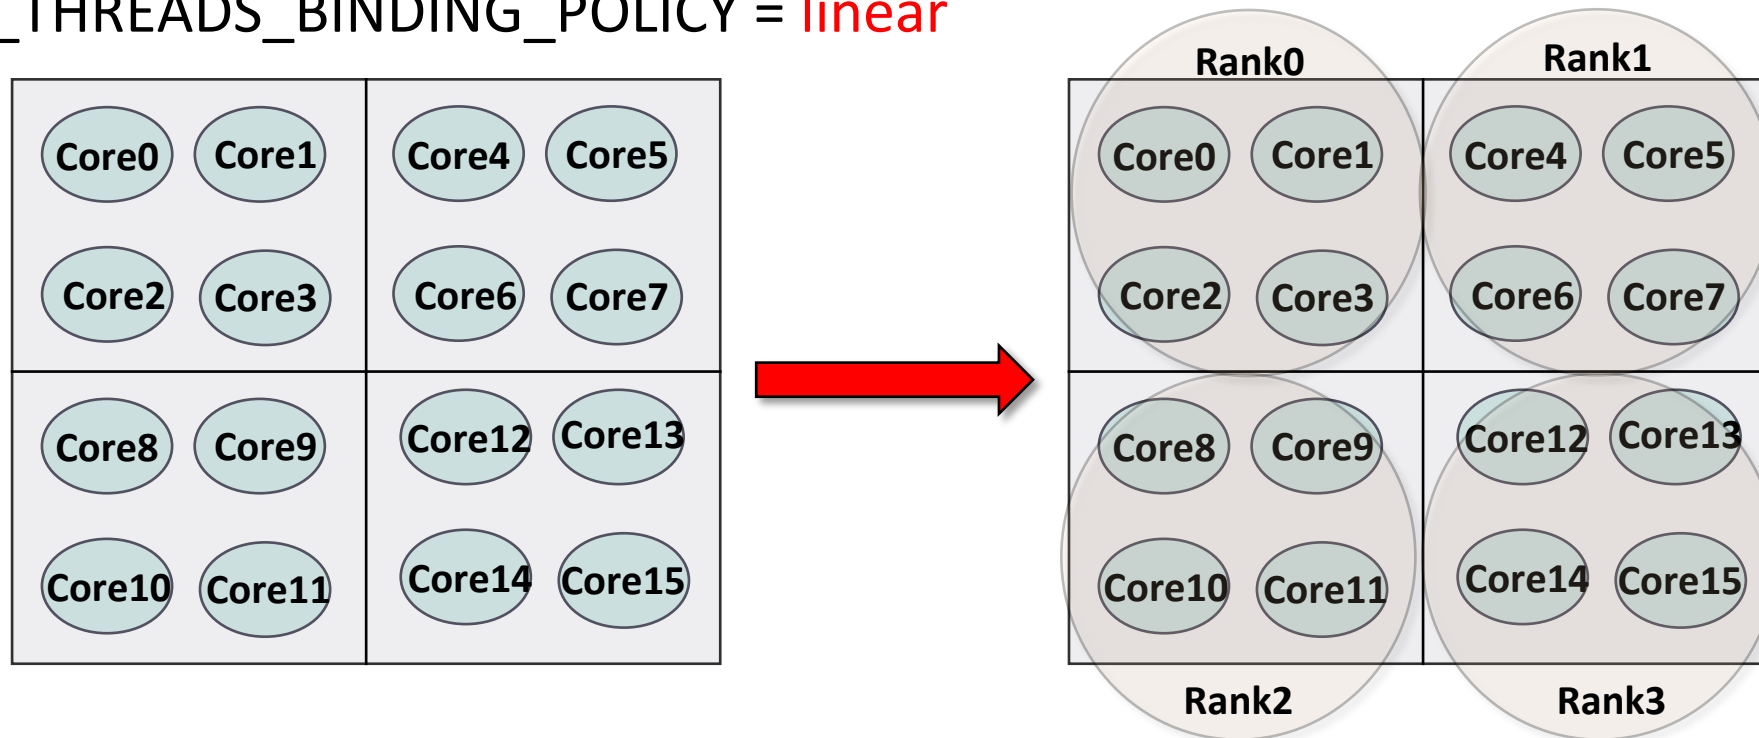 _THREADS_BINDING_POLICY = linear
Rank0 Rank1
Core0 Core1 Core4 Core5 Core0 Core1 Core4 Core5
Core2 Core3 Core6 Core7 Core2 Core3 Core6 Core7
Core8 Core9 Core12 Core13 Core8 Core9 Core12 Core13
Core10 Core11 Core14 Core15 Core10 Core11 Core14 Core15
Rank2 Rank3